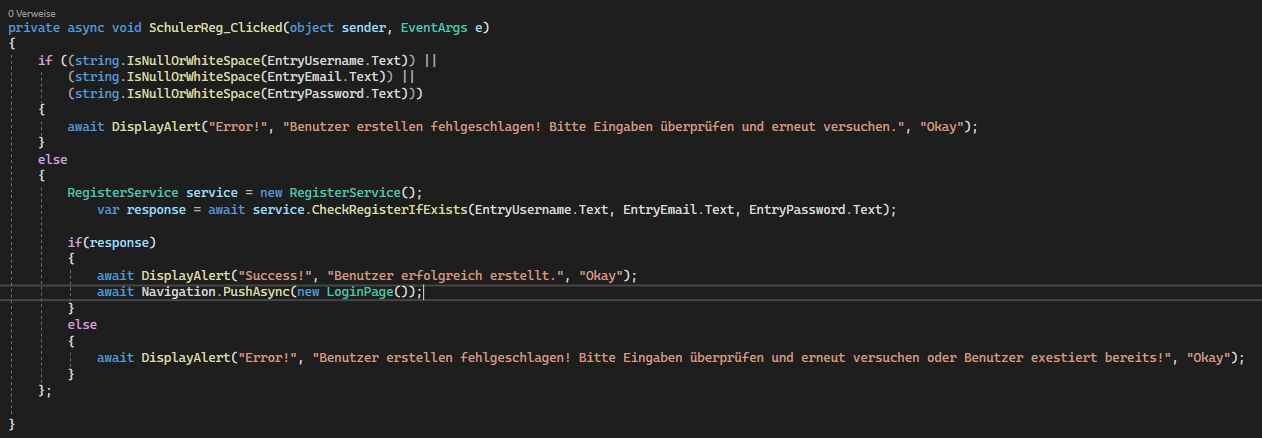 0 Verweise
private async void SchulerReg_Clicked(object sender, EventArgs e)
{
if ((string.IsNullOrWhiteSpace(EntryUsername.Text)) ||
(string.IsNullOrWhiteSpace(EntryEmail.Text)) ||
(string.IsNullOrWhiteSpace(EntryPassword.Text)))
{
await DisplayAlert("Error!", "Benutzer erstellen fehlgeschlagen! Bitte Eingaben überprüfen und erneut versuchen.", "Okay");
}
else
{
RegisterService service = new RegisterService();
var response = await service.CheckRegisterIfExists(EntryUsername.Text, EntryEmail.Text, EntryPassword.Text);
if(response)
{
await DisplayAlert("Success!", "Benutzer erfolgreich erstellt.", "Okay");
await Navigation.PushAsync(new LoginPage());
}
else
{
await DisplayAlert("Error!", "Benutzer erstellen fehlgeschlagen! Bitte Eingaben überprüfen und erneut versuchen oder Benutzer exestiert bereits!", "Okay");
}
};
}